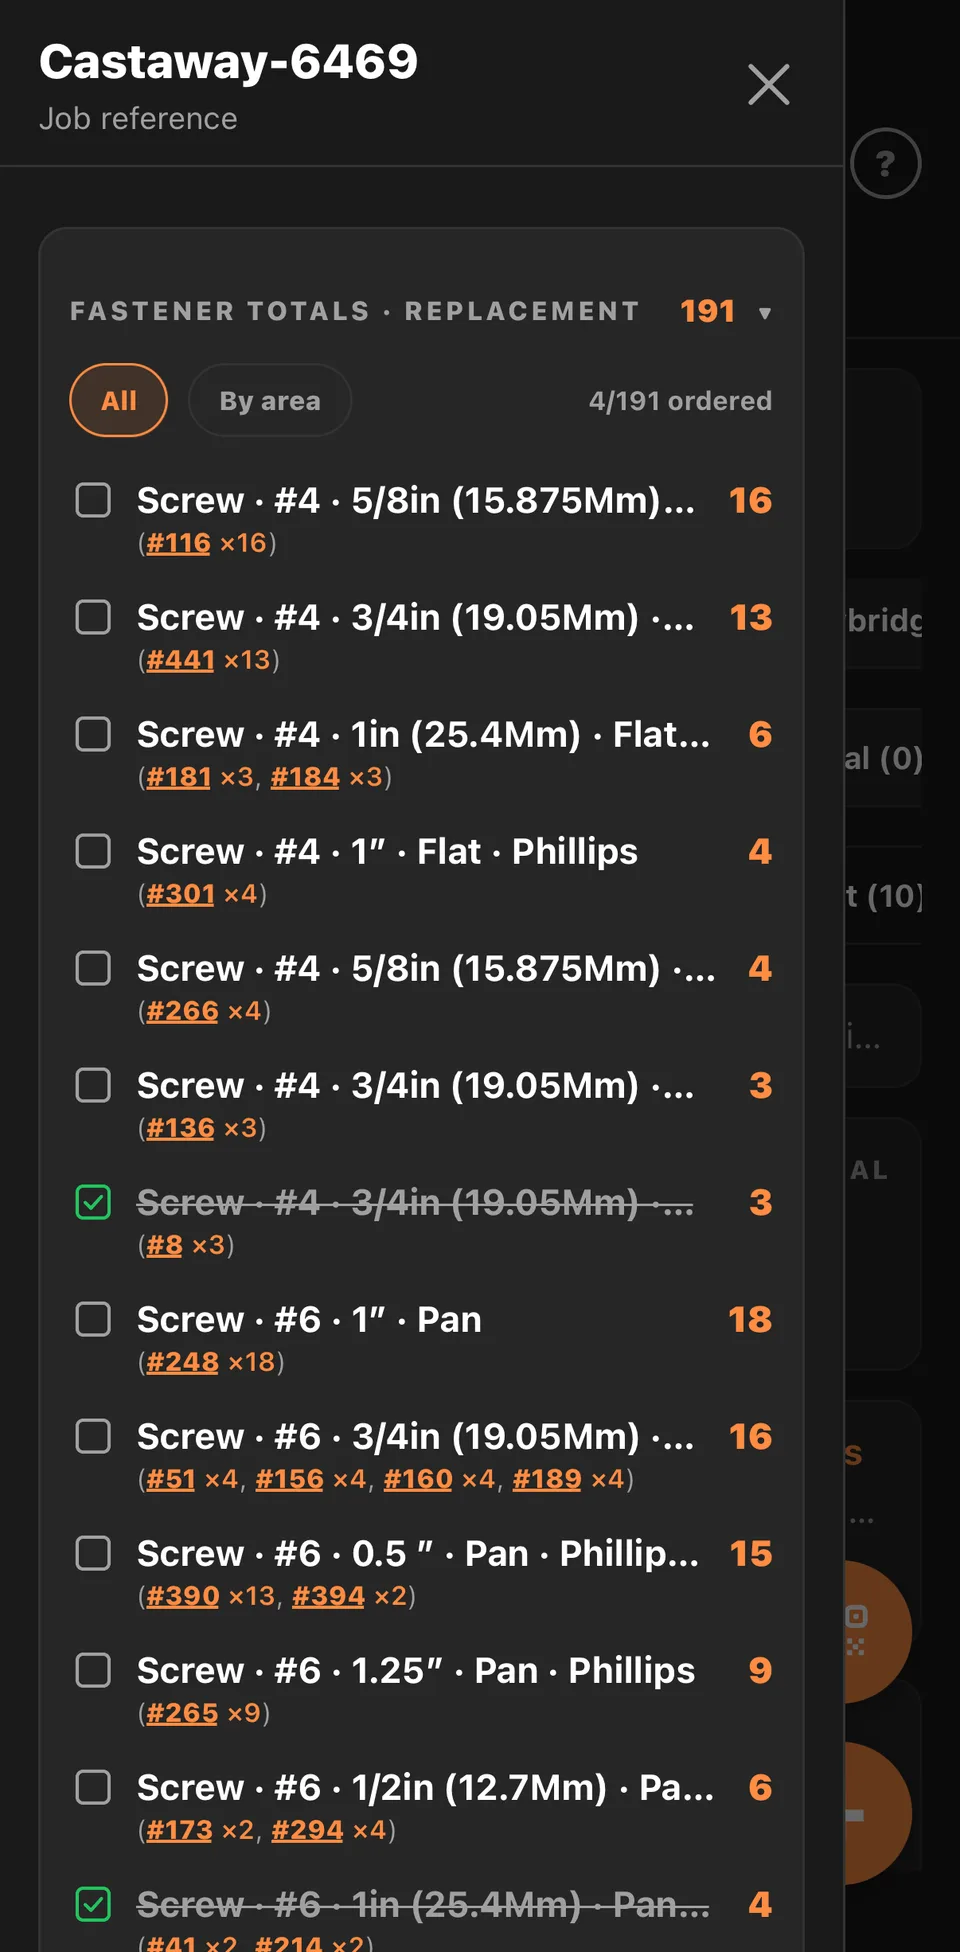 Castaway-6469
Job reference
?
FASTENER TOTALS · REPLACEMENT 191 ▼
All By area 4/191 ordered
Screw · #4 · 5/8in (15.875Mm)... 16
(#116 ×16)
Screw · #4 · 3/4in (19.05Mm) ·... 13
(#441 ×13)
Screw · #4 · 1in (25.4Mm) · Flat... 6
(#181 ×3, #184 ×3)
al (0)
Screw · #4 · 1” · Flat · Phillips 4
(#301 ×4)
t (10)
Screw · #4 · 5/8in (15.875Mm) ·... 4
(#266 ×4)
i...
Screw · #4 · 3/4in (19.05Mm) ·... 3
(#136 ×3)
AL
Screw · #4 · 3/4in (19.05Mm) ·... 3
(#8 ×3)
Screw · #6 · 1” · Pan 18
(#248 ×18)
Screw · #6 · 3/4in (19.05Mm) ·... 16
(#51 ×4, #156 ×4, #160 ×4, #189 ×4)
s
...
Screw · #6 · 0.5 ” · Pan · Phillip... 15
(#390 ×13, #394 ×2)
Screw · #6 · 1.25” · Pan · Phillips 9
(#265 ×9)
Screw · #6 · 1/2in (12.7Mm) · Pa... 6
(#173 ×2, #294 ×4)
Screw · #6 · 1in (25.4Mm) · Pan... 4
(#41 ×2, #214 ×2)